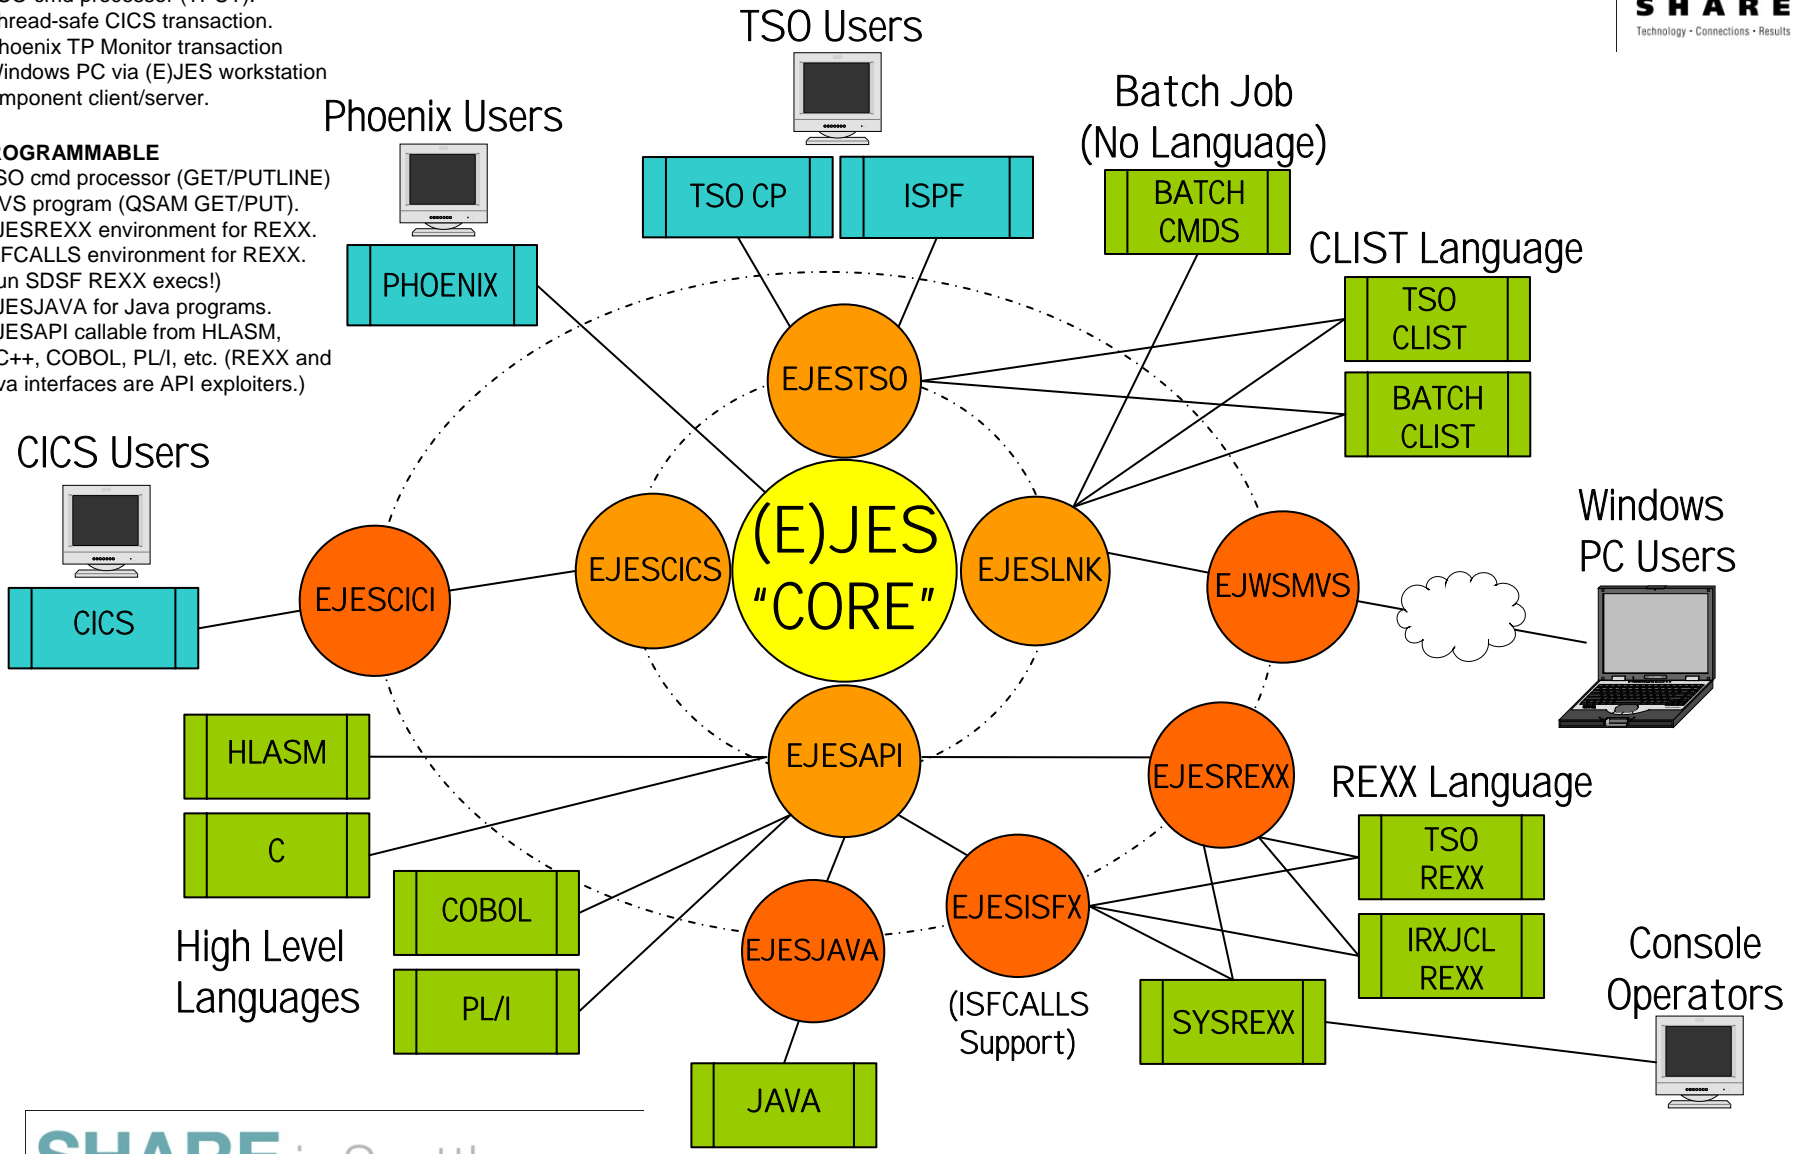 hread-safe CICS transaction.
hoenix TP Monitor transaction
indows PC via (E)JES workstation
mponent client/server.
ROGRAMMABLE
SO cmd processor (GET/PUTLINE)
VS program (QSAM GET/PUT).
JESREXX environment for REXX.
FCALLS environment for REXX.
un SDSF REXX execs!)
JESJAVA for Java programs.
JESAPI callable from HLASM,
C++, COBOL, PL/I, etc. (REXX and
va interfaces are API exploiters.)
SHARE
Technology • Connections • Results
TSO Users
TSO CP
ISPF
Phoenix Users
PHOENIX
Batch Job
(No Language)
BATCH
CMDS
CLIST Language
TSO
CLIST
BATCH
CLIST
EJESTSO
CICS Users
CICS
EJESCICI
EJESCICS
(E)JES
"CORE"
EJESLNK
EJWSMVS
Windows
PC Users
HLASM
C
COBOL
PL/I
High Level
Languages
EJESAPI
EJESREXX
EJESISFX
(ISFCALLS
Support)
EJESJAVA
JAVA
REXX Language
TSO
REXX
IRXJCL
REXX
SYSREXX
Console
Operators
SHARE